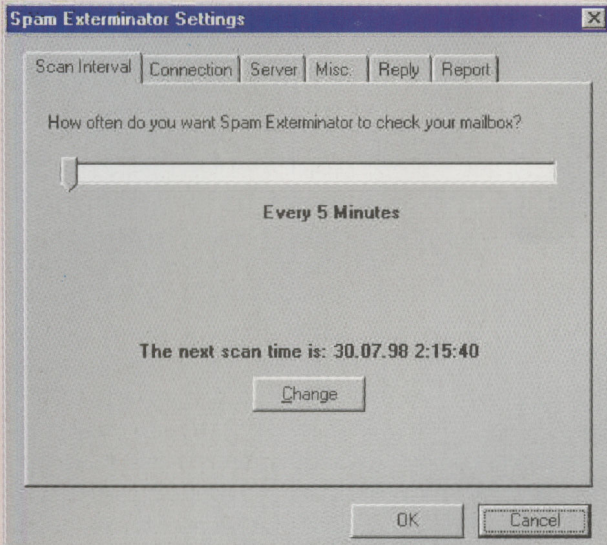 Spam Exterminator Settings
Scan Interval Connection Server Misc. Reply Report
How often do you want Spam Exterminator to check your mailbox?
Every 5 Minutes
The next scan time is: 30.07.98 2:15:40
Change
OK Cancel